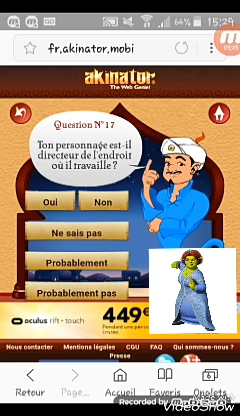 64% 15:29
fr.akinator.mobi
akinator
The Web Genie!
Question N°17
Ton personnage est-il
directeur de l'endroit
où il travaille ?
Oui Non
Ne sais pas
Probablement
Probablement pas
oculus rift + touch 449€
Nous contacter Mentions légales CGU FAQ Qui sommes-nous ?
Presse
Retour Page... Accueil Favoris Onglets
Recorded by
VIDEOSHOW